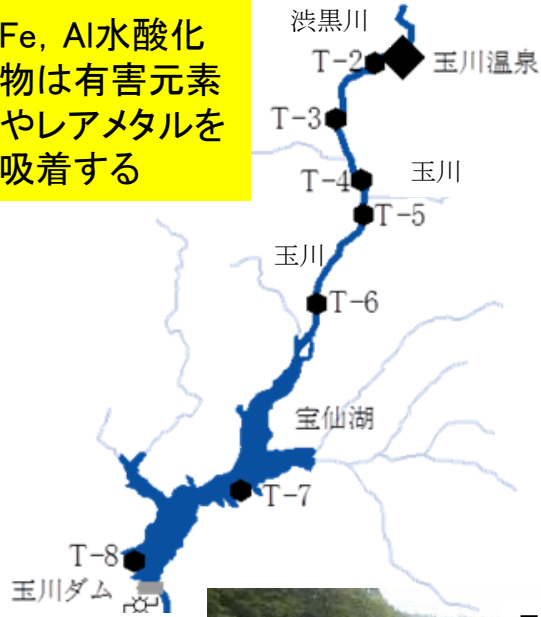 Fe, Al水酸化
物は有害元素
やレアメタルを
吸着する
渋黒川
T-2
玉川温泉
T-3
T-4
玉川
T-5
玉川
T-6
宝仙湖
T-7
T-8
玉川ダム